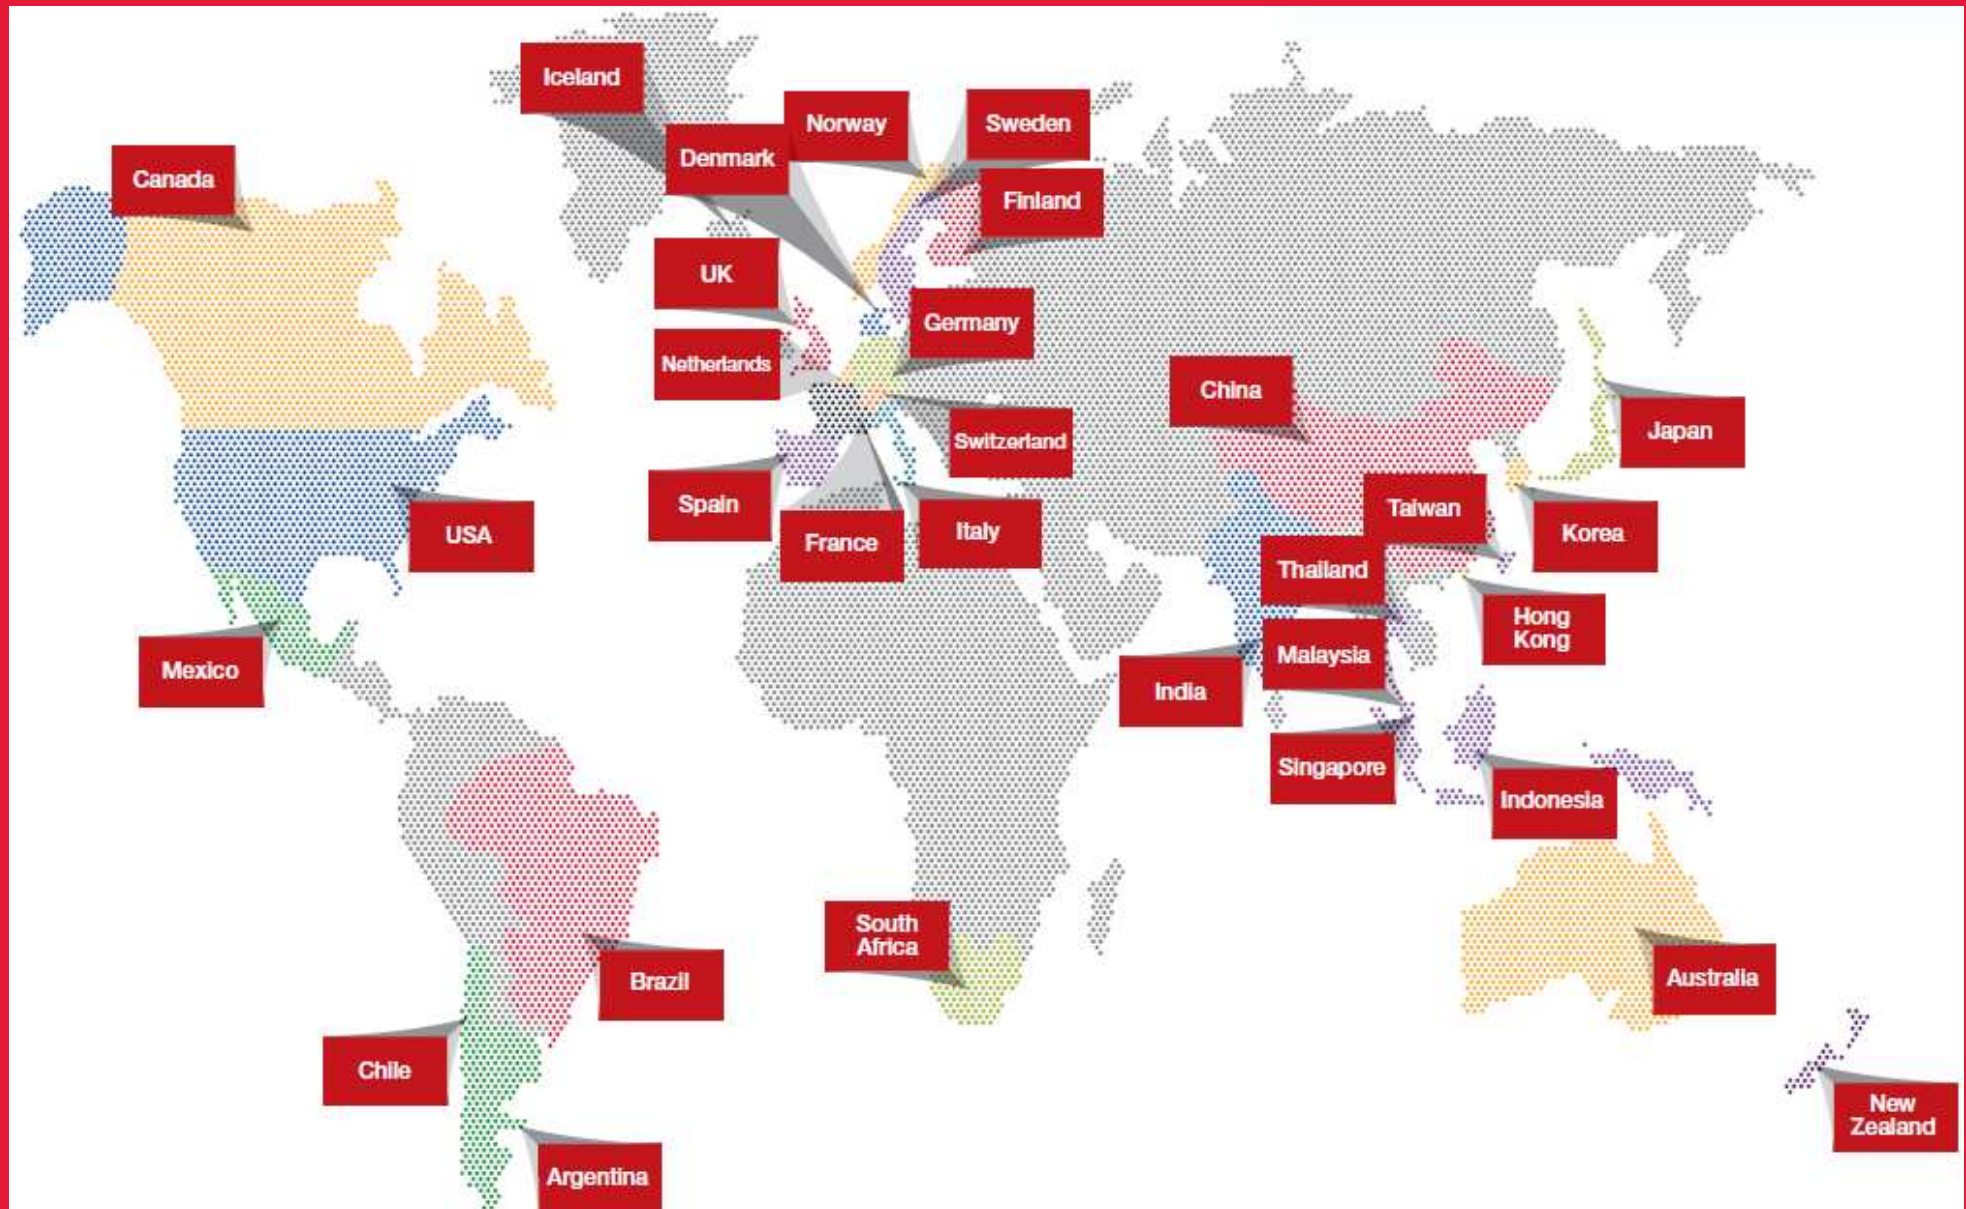 Iceland
Norway
Sweden
Denmark
Canada
Finland
UK
Germany
Netherlands
China
Japan
Switzerland
Spain
Taiwan
USA
France
Italy
Korea
Thailand
Hong
Kong
Mexico
Malaysia
India
Singapore
Indonesia
South
Africa
Brazil
Australia
Chile
New
Zealand
Argentina